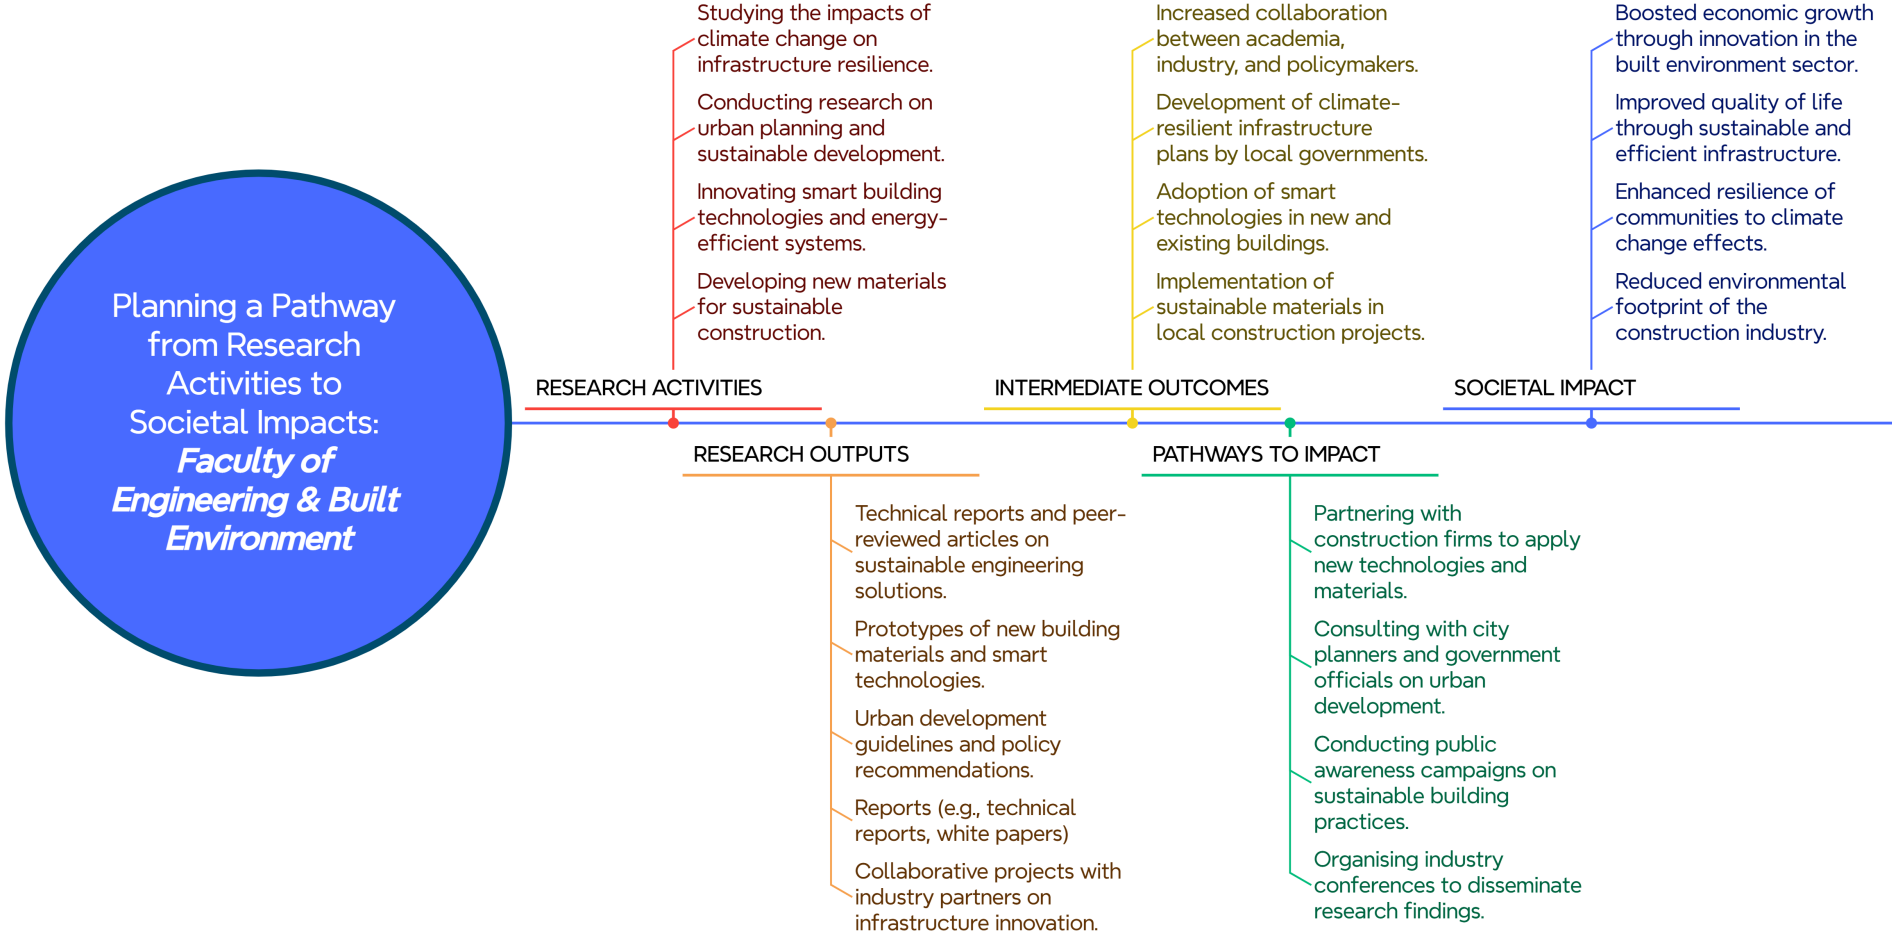 Planning a Pathway
from Research
Activities to
Societal Impacts:
Faculty of
Engineering & Built
Environment
Studying the impacts of
climate change on
infrastructure resilience.
Conducting research on
urban planning and
sustainable development.
Innovating smart building
technologies and energy-
efficient systems.
Developing new materials
for sustainable
construction.
RESEARCH ACTIVITIES
RESEARCH OUTPUTS
Technical reports and peer-
reviewed articles on
sustainable engineering
solutions.
Prototypes of new building
materials and smart
technologies.
Urban development
guidelines and policy
recommendations.
Reports (e.g., technical
reports, white papers)
Collaborative projects with
industry partners on
infrastructure innovation.
Increased collaboration
between academia,
industry, and policymakers.
Development of climate-
resilient infrastructure
plans by local governments.
Adoption of smart
technologies in new and
existing buildings.
Implementation of
sustainable materials in
local construction projects.
INTERMEDIATE OUTCOMES
PATHWAYS TO IMPACT
Partnering with
construction firms to apply
new technologies and
materials.
Consulting with city
planners and government
officials on urban
development.
Conducting public
awareness campaigns on
sustainable building
practices.
Organising industry
conferences to disseminate
research findings.
Boosted economic growth
through innovation in the
built environment sector.
Improved quality of life
through sustainable and
efficient infrastructure.
Enhanced resilience of
communities to climate
change effects.
Reduced environmental
footprint of the
construction industry.
SOCIETAL IMPACT